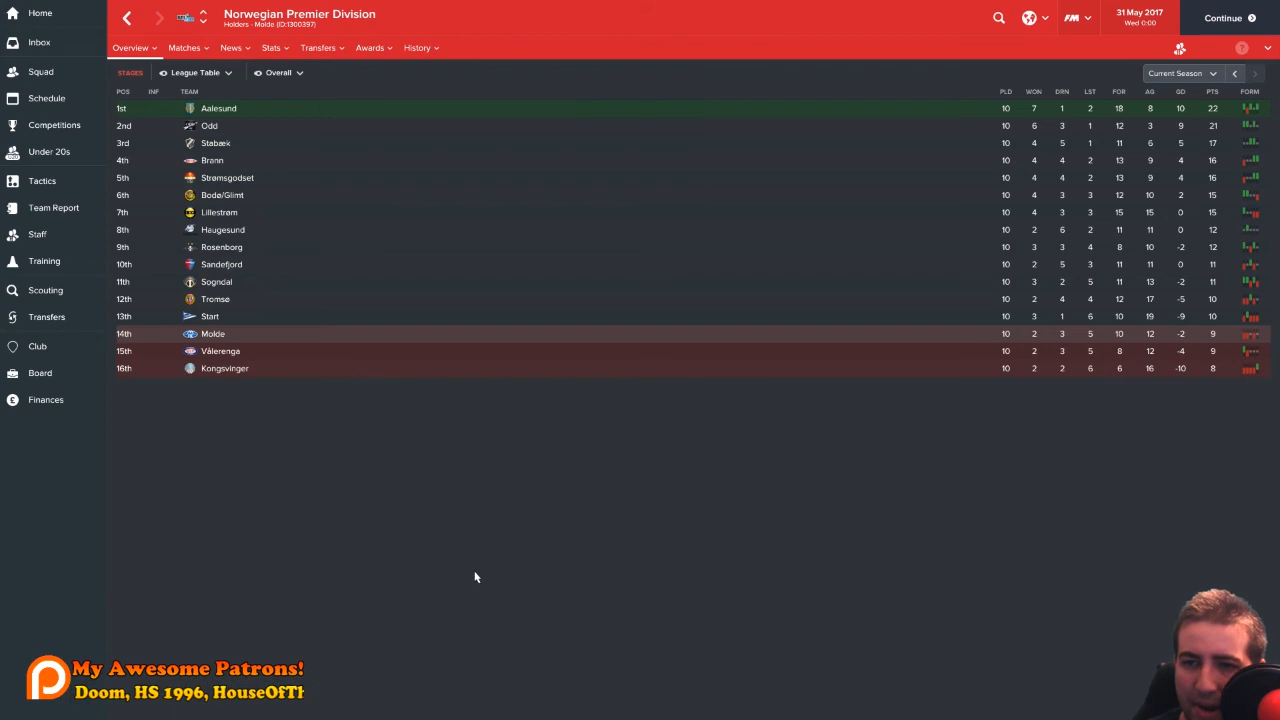 Home
Inbox
Squad
Schedule
Competitions
Under 20s
Tactics
Team Report
Staff
Training
Scouting
Transfers
Club
Board
Finances
Norwegian Premier Division
Holders - Molde (ID:1300397)
FM
31 May 2017
Wed 0:00
Continue
Overview Matches News Stats Transfers Awards History ?
STAGES League Table Overall Current Season
POS INF TEAM PLD WON DRN LST FOR AG GD PTS FORM
1st Aalesund 10 7 1 2 18 8 10 22
2nd Odd 10 6 3 1 12 3 9 21
3rd Stabæk 10 4 5 1 11 6 5 17
4th Brann 10 4 4 2 13 9 4 16
5th Strømsgodset 10 4 4 2 13 9 4 16
6th Bodø/Glimt 10 4 3 3 12 10 2 15
7th Lillestrøm 10 4 3 3 15 15 0 15
8th Haugesund 10 2 6 2 11 11 0 12
9th Rosenborg 10 3 3 4 8 10 -2 12
10th Sandefjord 10 2 5 3 11 11 0 11
11th Sogndal 10 3 2 5 11 13 -2 11
12th Tromsø 10 2 4 4 12 17 -5 10
13th Start 10 3 1 6 10 19 -9 10
14th Molde 10 2 3 5 10 12 -2 9
15th Vålerenga 10 2 3 5 8 12 -4 9
16th Kongsvinger 10 2 2 6 6 16 -10 8
My Awesome Patrons!
Doom, HS 1996, HouseOfTh